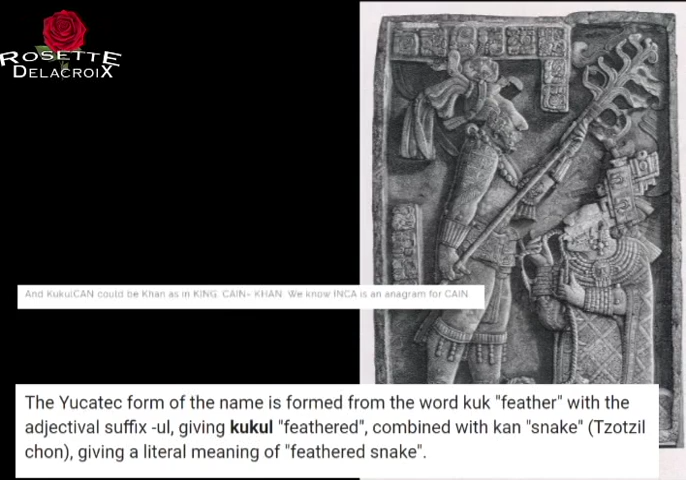 ROSETTE
DELACROIX
And KukulCAN could be Khan as in KING. CAIN- KHAN. We know INCA is an anagram for CAIN.
The Yucatec form of the name is formed from the word kuk "feather" with the
adjectival suffix -ul, giving kukul "feathered", combined with kan "snake" (Tzotzil
chon), giving a literal meaning of "feathered snake".